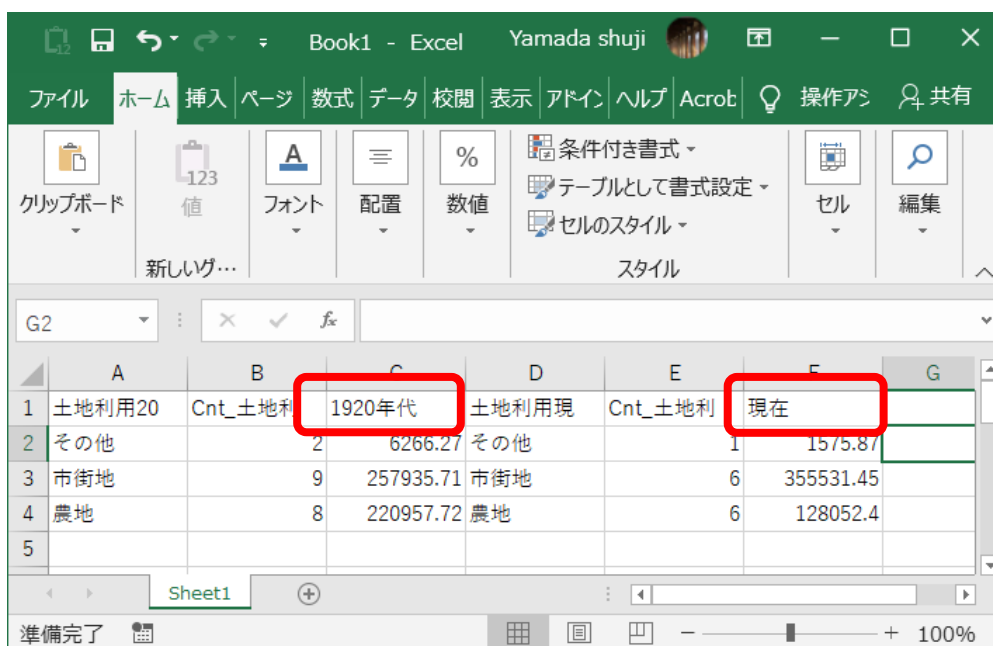 Book1 - Excel Yamada shuji
ファイル ホーム 挿入 ページ 数式 データ 校閲 表示 アドイン ヘルプ Acrob 操作アシ 共有
条件付き書式
123 A % テーブルとして書式設定
クリップボード 値 フォント 配置 数値 セルのスタイル セル 編集
新しいグ… スタイル
G2 fx
A B D E G
1 土地利用20 Cnt_土地利 1920年代 土地利用現 Cnt_土地利 現在
2 その他 2 6266.27 その他 1 1575.87
3 市街地 9 257935.71 市街地 6 355531.45
4 農地 8 220957.72 農地 6 128052.4
5
Sheet1
準備完了 100%